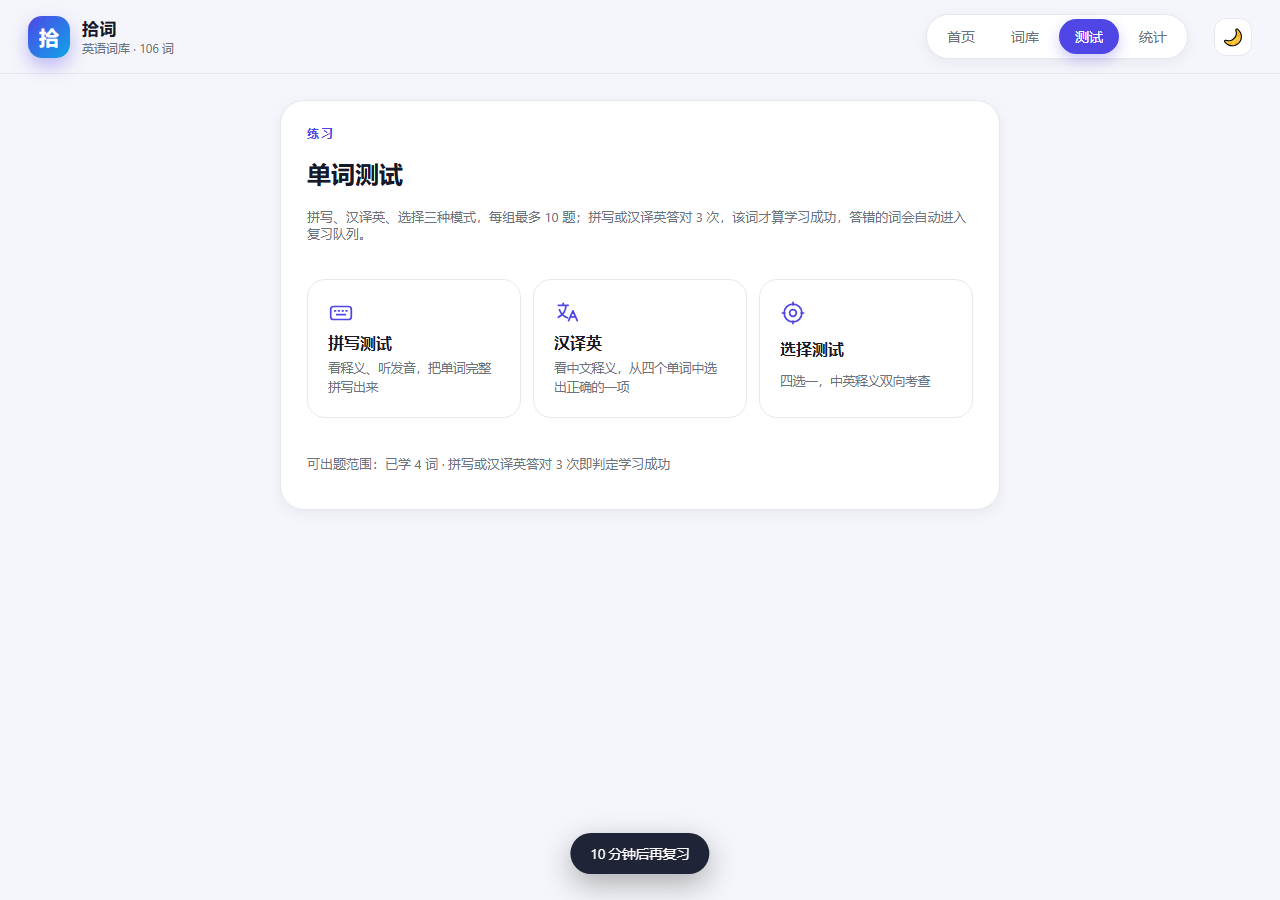 拾
拾词
英语词库 · 106 词
首页
词库
测试
统计
练习
单词测试
拼写、汉译英、选择三种模式，每组最多 10 题；拼写或汉译英答对 3 次，该词才算学习成功，答错的词会自动进入
复习队列。
拼写测试
看释义、听发音，把单词完整
拼写出来
汉译英
看中文释义，从四个单词中选
出正确的一项
选择测试
四选一，中英释义双向考查
可出题范围：已学 4 词 · 拼写或汉译英答对 3 次即判定学习成功
10 分钟后再复习